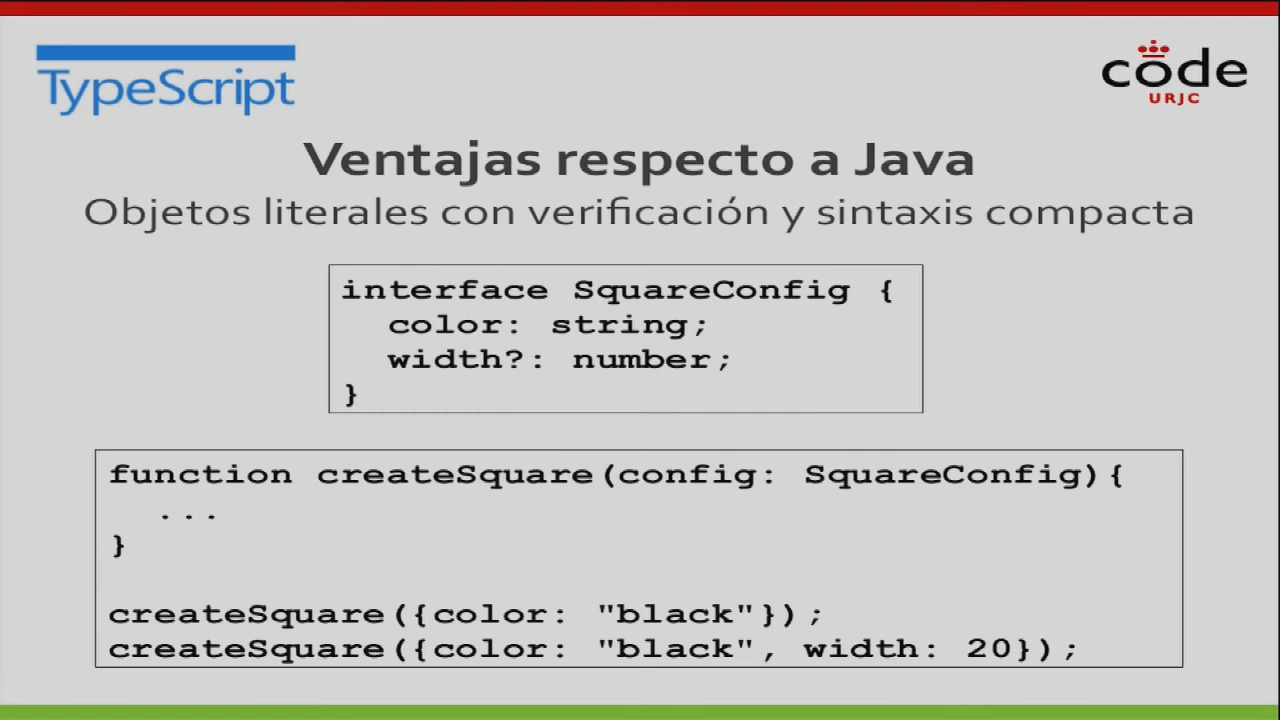 TypeScript
code
URJC
Ventajas respecto a Java
Objetos literales con verificación y sintaxis compacta
interface SquareConfig {
  color: string;
  width?: number;
}
function createSquare(config: SquareConfig){
  ...
}
createSquare({color: "black"});
createSquare({color: "black", width: 20});